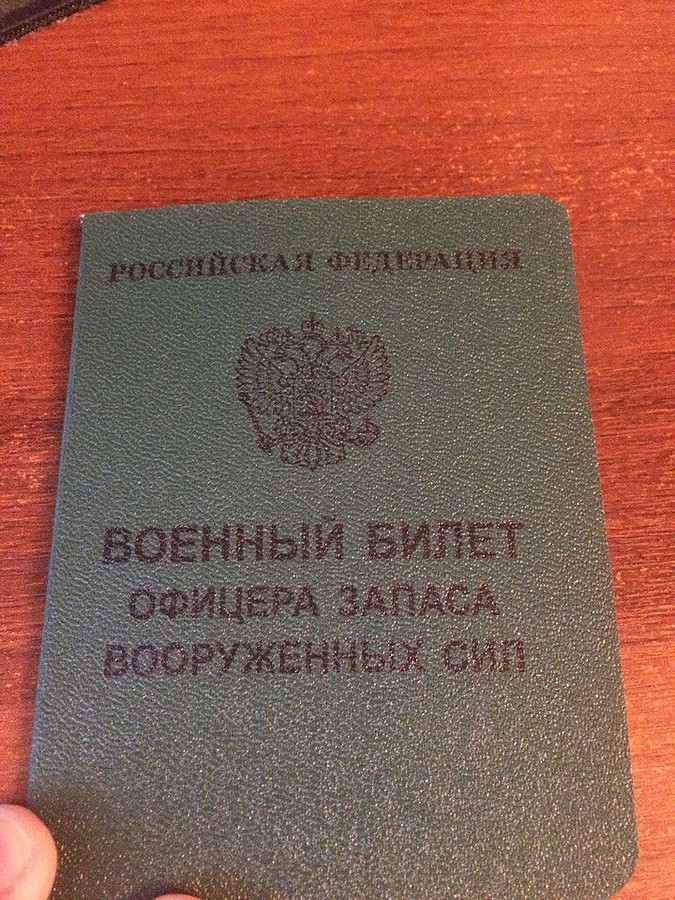 РОССИЙСКАЯ ФЕДЕРАЦИЯ
ВОЕННЫЙ БИЛЕТ
ОФИЦЕРА ЗАПАСА
ВООРУЖЕННЫХ СИЛ